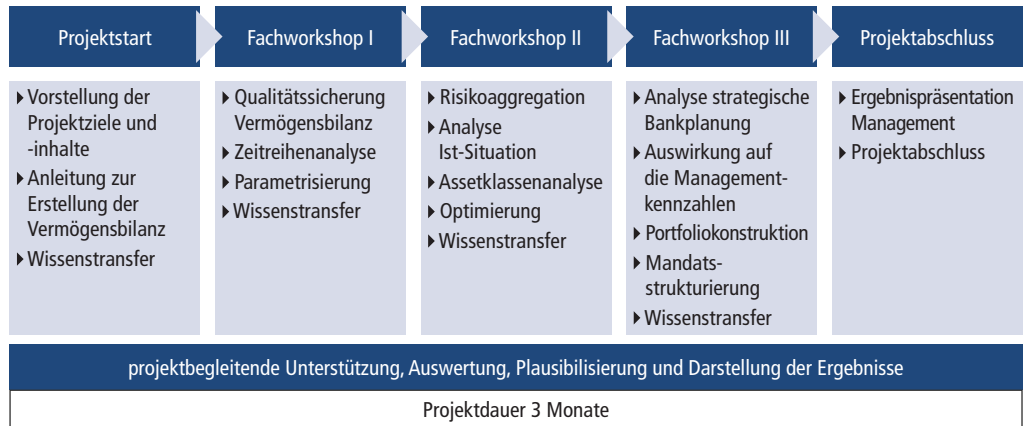 Projektstart
Fachworkshop I
Fachworkshop II
Fachworkshop III
Projektabschluss
Vorstellung der
Projektziele und
-inhalte
Anleitung zur
Erstellung der
Vermögensbilanz
Wissenstransfer
Qualitätssicherung
Vermögensbilanz
Zeitreihenanalyse
Parametrisierung
Wissenstransfer
Risikoaggregation
Analyse
Ist-Situation
Assetklassenanalyse
Optimierung
Wissenstransfer
Analyse strategische
Bankplanung
Auswirkung auf
die Management-
kennzahlen
Portfoliokonstruktion
Mandats-
strukturierung
Wissenstransfer
Ergebnispräsentation
Management
Projektabschluss
projektbegleitende Unterstützung, Auswertung, Plausibilisierung und Darstellung der Ergebnisse
Projektdauer 3 Monate